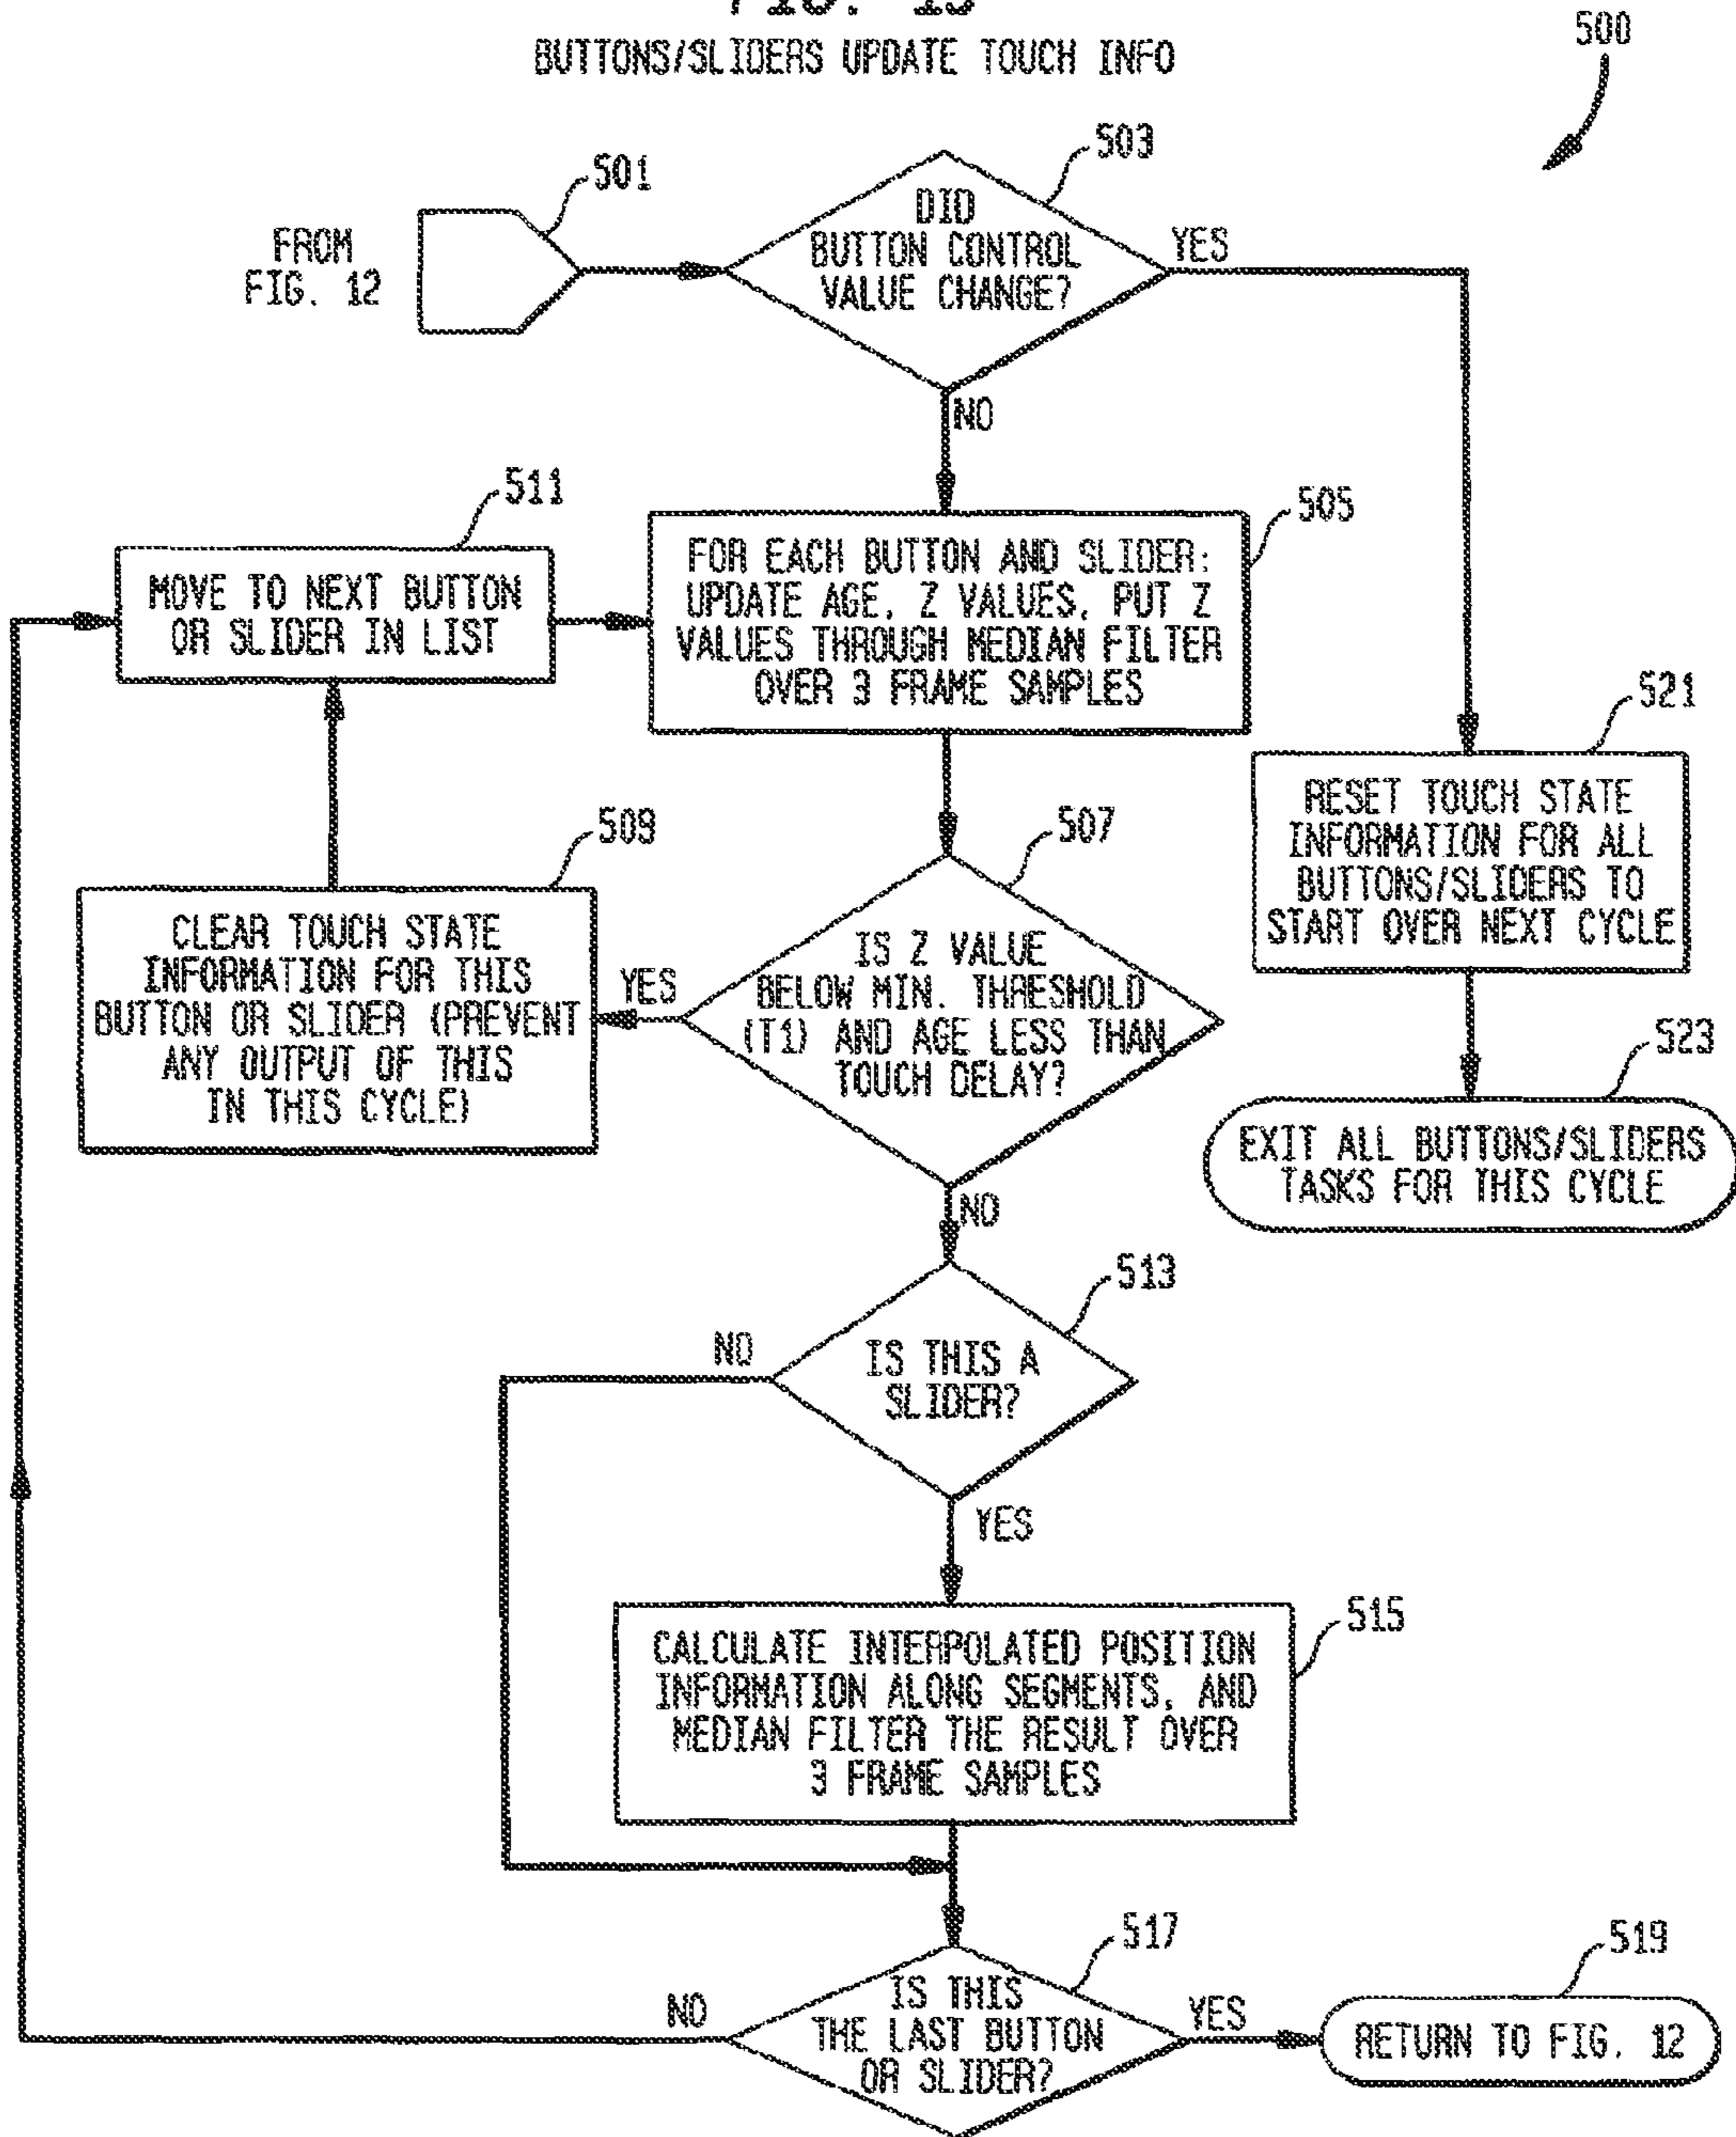 BUTTONS/SLIDERS UPDATE TOUCH INFO
500
501
503
FROM
FIG. 12
DID
BUTTON CONTROL
VALUE CHANGE?
YES
NO
511
505
MOVE TO NEXT BUTTON
OR SLIDER IN LIST
FOR EACH BUTTON AND SLIDER:
UPDATE AGE, Z VALUES, PUT Z
VALUES THROUGH MEDIAN FILTER
OVER 3 FRAME SAMPLES
521
RESET TOUCH STATE
INFORMATION FOR ALL
BUTTONS/SLIDERS TO
START OVER NEXT CYCLE
509
507
CLEAR TOUCH STATE
INFORMATION FOR THIS
BUTTON OR SLIDER (PREVENT
ANY OUTPUT OF THIS
IN THIS CYCLE)
YES
IS Z VALUE
BELOW MIN. THRESHOLD
(T1) AND AGE LESS THAN
TOUCH DELAY?
523
EXIT ALL BUTTONS/SLIDERS
TASKS FOR THIS CYCLE
NO
513
NO
IS THIS A
SLIDER?
YES
515
CALCULATE INTERPOLATED POSITION
INFORMATION ALONG SEGMENTS, AND
MEDIAN FILTER THE RESULT OVER
3 FRAME SAMPLES
517
519
NO
IS THIS
THE LAST BUTTON
OR SLIDER?
YES
RETURN TO FIG. 12